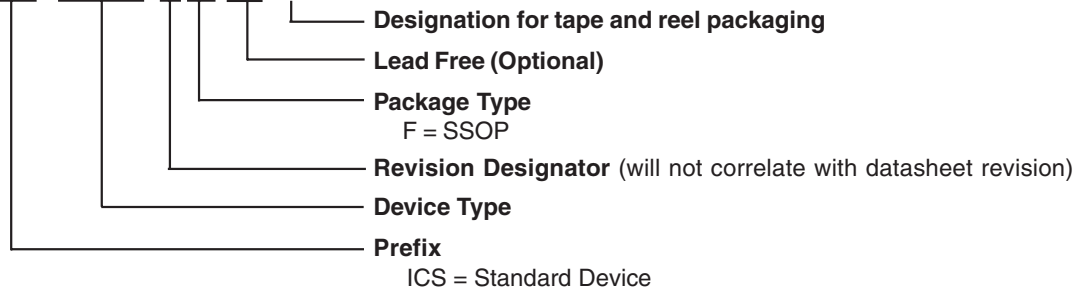 Designation for tape and reel packaging
Lead Free (Optional)
Package Type
F = SSOP
Revision Designator (will not correlate with datasheet revision)
Device Type
Prefix
ICS = Standard Device